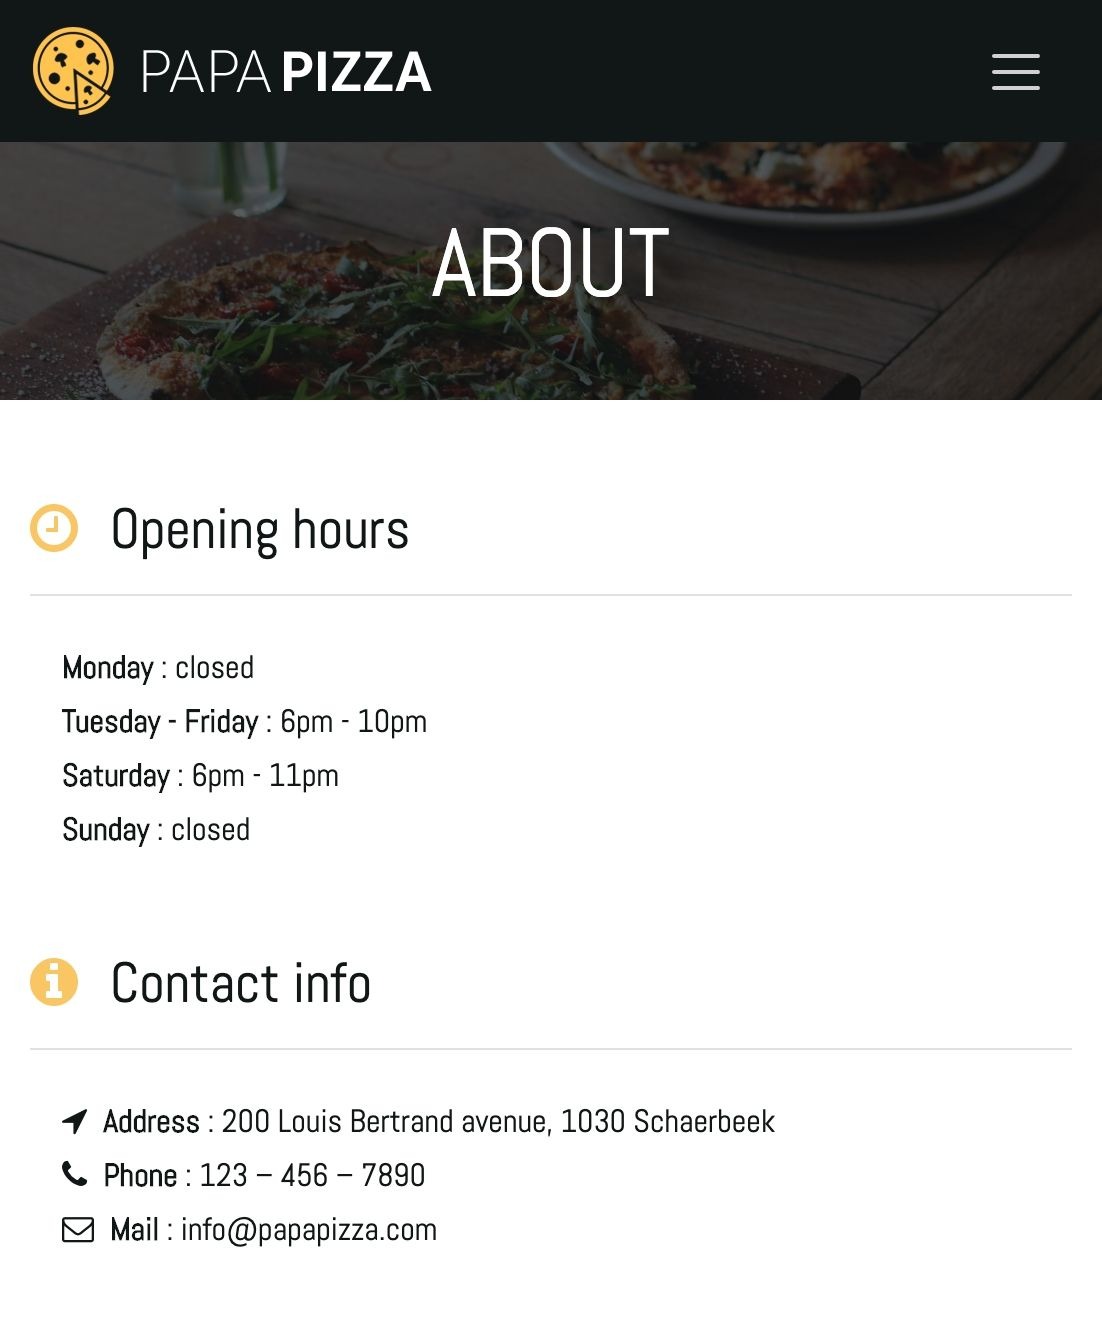 PAPA PIZZA
ABOUT
Opening hours
Monday : closed
Tuesday - Friday : 6pm - 10pm
Saturday : 6pm - 11pm
Sunday : closed
Contact info
Address : 200 Louis Bertrand avenue, 1030 Schaerbeek
Phone : 123 – 456 – 7890
Mail : info@papapizza.com